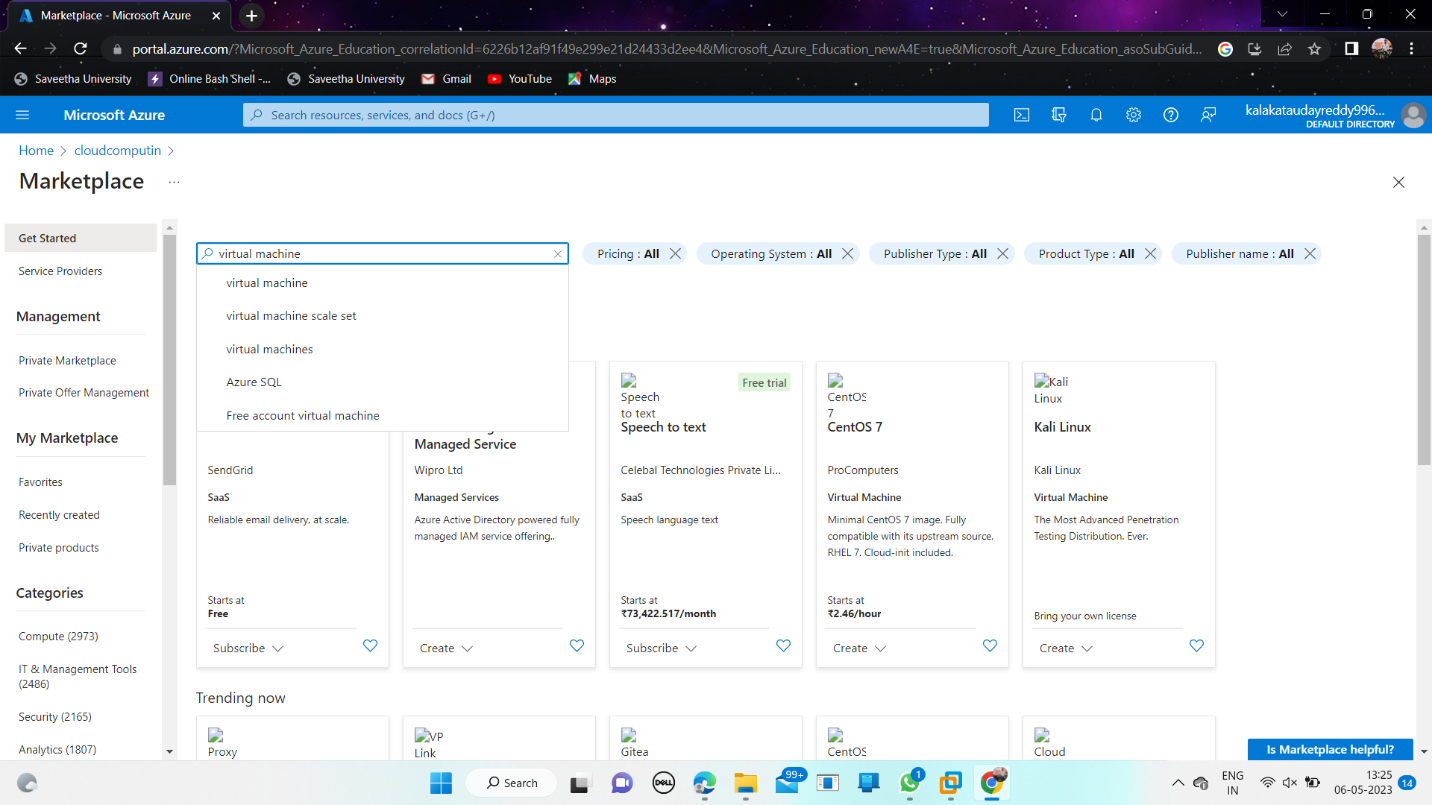 Marketplace - Microsoft Azure
portal.azure.com/?Microsoft_Azure_Education_correlationId=6226b12af91f49e299e21d24433d2ee4&Microsoft_Azure_Education_newA4E=true&Microsoft_Azure_Education_asoSubGuid...
Saveetha University
Online Bash Shell -...
Saveetha University
Gmail
YouTube
Maps
Microsoft Azure
Search resources, services, and docs (G+/)
kalakataudayreddy996...
DEFAULT DIRECTORY
Home > cloudcomputin >
Marketplace ...
Get Started
Service Providers
Management
Private Marketplace
Private Offer Management
My Marketplace
Favorites
Recently created
Private products
Categories
Compute (2973)
IT & Management Tools
(2486)
Security (2165)
Analytics (1807)
virtual machine
Pricing : All
Operating System : All
Publisher Type : All
Product Type : All
Publisher name : All
virtual machine
virtual machine scale set
virtual machines
Azure SQL
Free account virtual machine
SendGrid
SaaS
Reliable email delivery, at scale.
Starts at
Free
Subscribe
Managed Service
Wipro Ltd
Managed Services
Azure Active Directory powered fully
managed IAM service offering..
Create
Speech
to text
Free trial
Speech to text
Celebal Technologies Private Li...
SaaS
Speech language text
Starts at
₹73,422.517/month
Subscribe
CentOS
7
CentOS 7
ProComputers
Virtual Machine
Minimal CentOS 7 image. Fully
compatible with its upstream source,
RHEL 7. Cloud-init included.
Starts at
₹2.46/hour
Create
Kali
Linux
Kali Linux
Kali Linux
Virtual Machine
The Most Advanced Penetration
Testing Distribution. Ever.
Bring your own license
Create
Trending now
Proxy
VP
Link
Gitea
CentOS
Cloud
Is Marketplace helpful?
Search
DELL
99+
1
ENG
IN
13:25
06-05-2023
14